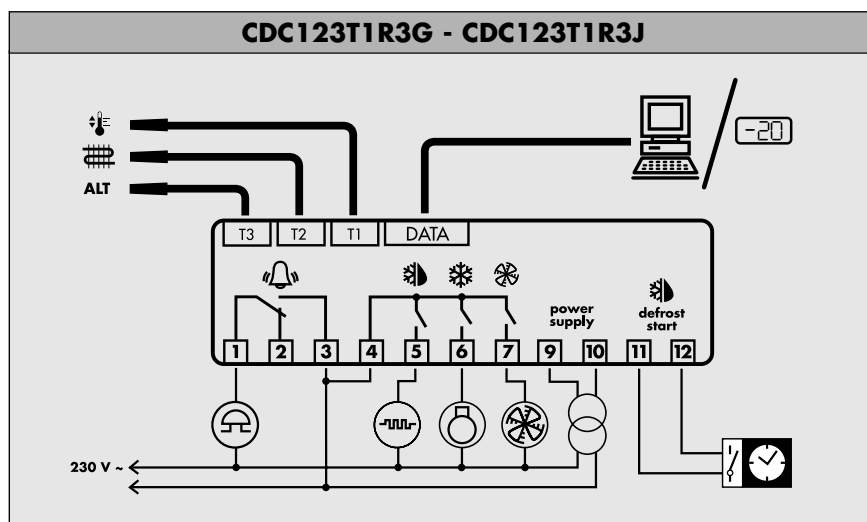 CDC123T1R3G - CDC123T1R3J
-20
ALT
T3 T2 T1 DATA
power
supply
defrost
start
1 2 3 4 5 6 7 9 10 11 12
230 V ~